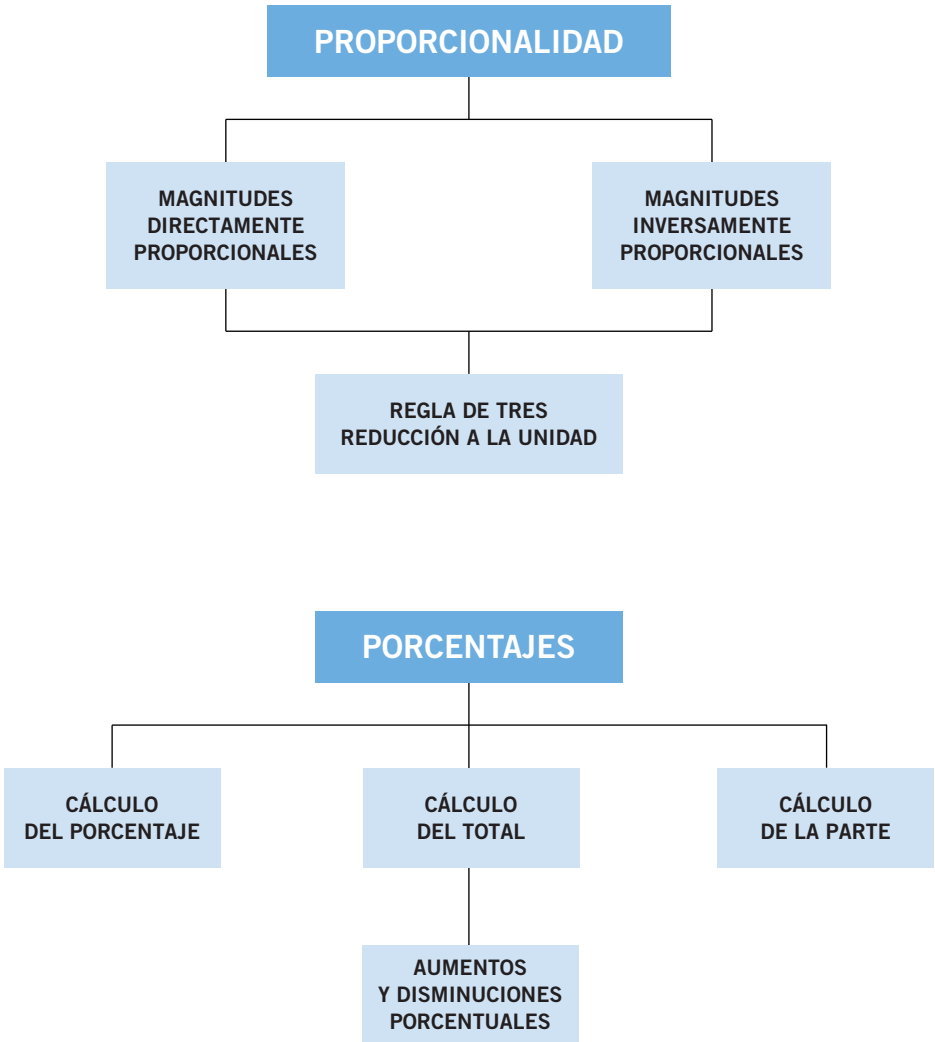 PROPORCIONALIDAD
MAGNITUDES
DIRECTAMENTE
PROPORCIONALES
MAGNITUDES
INVERSAMENTE
PROPORCIONALES
REGLA DE TRES
REDUCCIÓN A LA UNIDAD
PORCENTAJES
CÁLCULO
DEL PORCENTAJE
CÁLCULO
DEL TOTAL
CÁLCULO
DE LA PARTE
AUMENTOS
Y DISMINUCIONES
PORCENTUALES